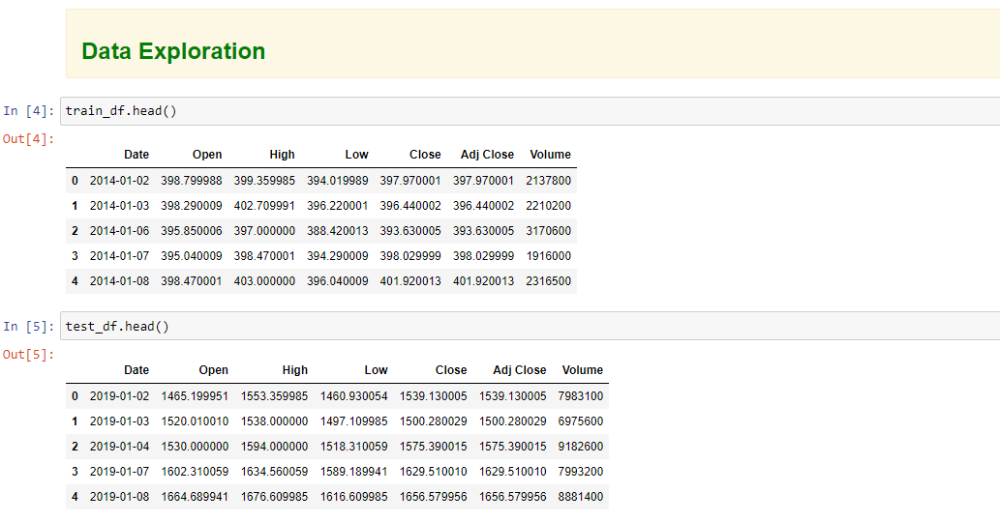 Data Exploration
In [4]: train_df.head()
Out[4]:
Date Open High Low Close Adj Close Volume
0 2014-01-02 398.799988 399.359985 394.019989 397.970001 397.970001 2137800
1 2014-01-03 398.290009 402.709991 396.220001 396.440002 396.440002 2210200
2 2014-01-06 395.850006 397.000000 388.420013 393.630005 393.630005 3170600
3 2014-01-07 395.040009 398.470001 394.290009 398.029999 398.029999 1916000
4 2014-01-08 398.470001 403.000000 396.040009 401.920013 401.920013 2316500
In [5]: test_df.head()
Out[5]:
Date Open High Low Close Adj Close Volume
0 2019-01-02 1465.199951 1553.359985 1460.930054 1539.130005 1539.130005 7983100
1 2019-01-03 1520.010010 1538.000000 1497.109985 1500.280029 1500.280029 6975600
2 2019-01-04 1530.000000 1594.000000 1518.310059 1575.390015 1575.390015 9182600
3 2019-01-07 1602.310059 1634.560059 1589.189941 1629.510010 1629.510010 7993200
4 2019-01-08 1664.689941 1676.609985 1616.609985 1656.579956 1656.579956 8881400